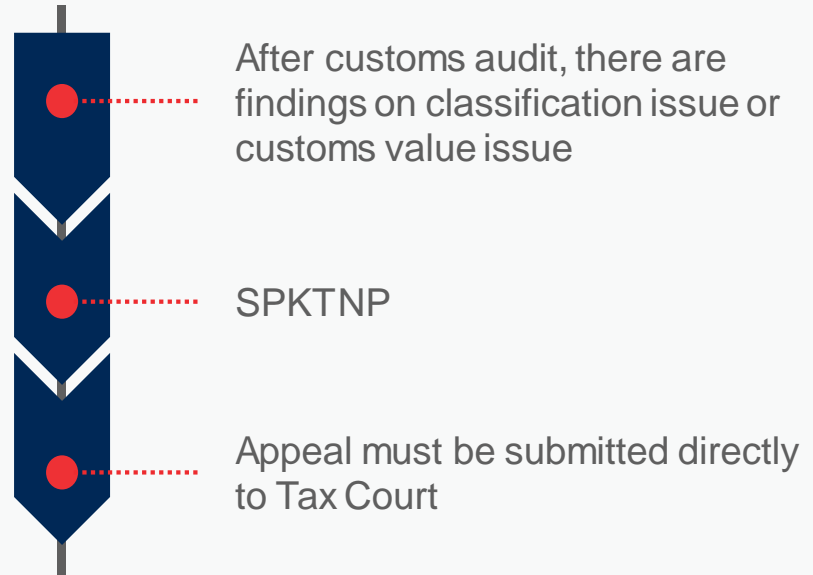 After customs audit, there are
findings on classification issue or
customs value issue
SPKTNP
Appeal must be submitted directly
to Tax Court